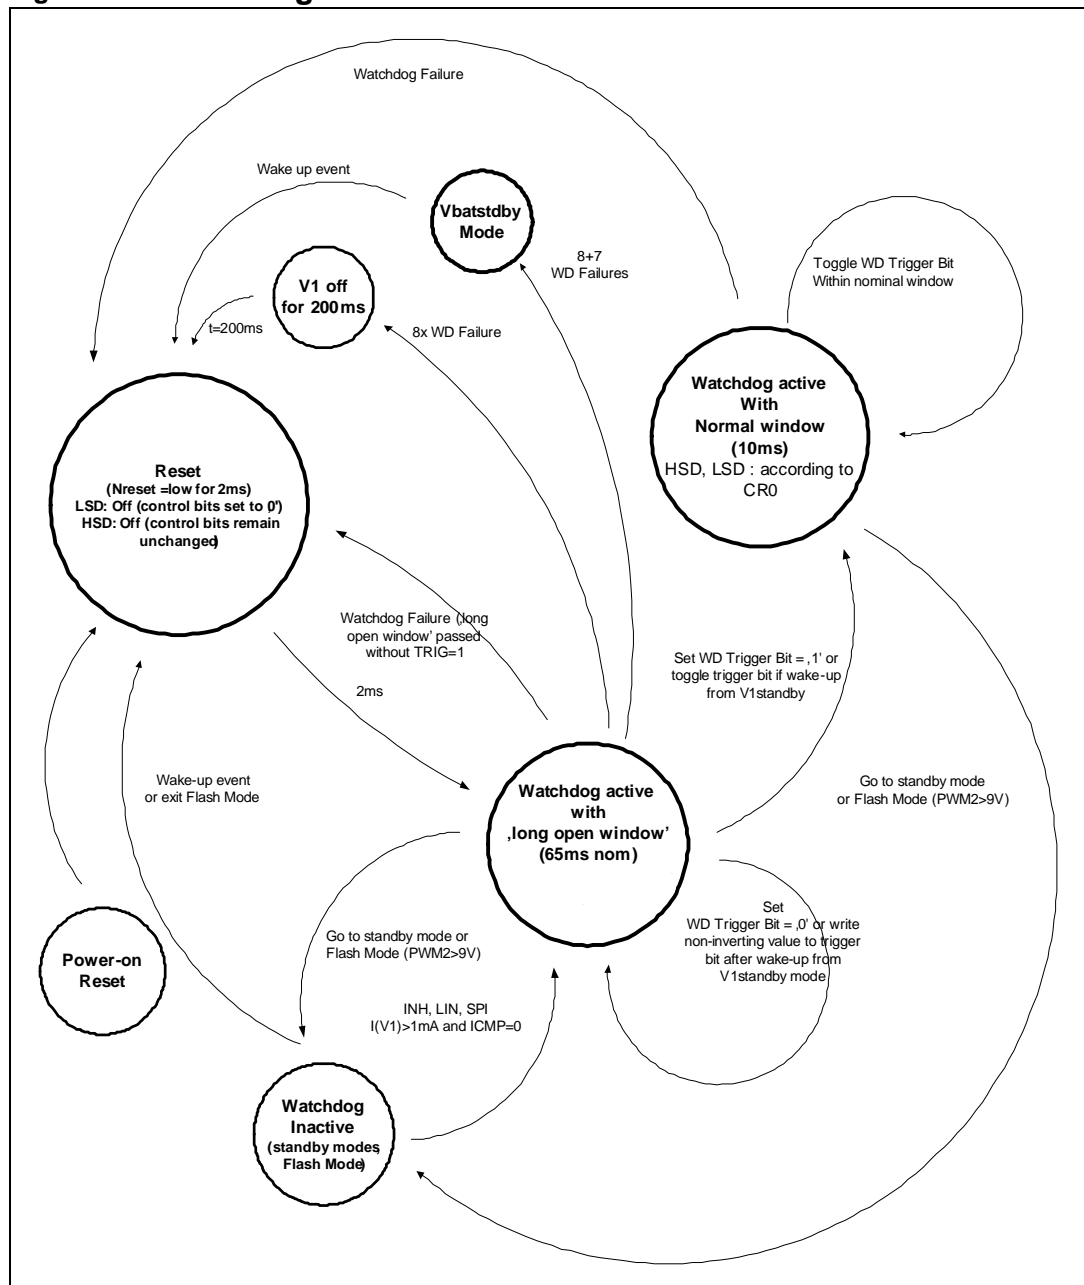 Watchdog Failure
Wake up event
Vbatstdby
Mode
8+7
WD Failures
Toggle WD Trigger Bit
Within nominal window
V1 off
for 200ms
t=200ms
8x WD Failure
Watchdog active
With
Normal window
(10ms)
HSD, LSD : according to
CR0
Reset
(Nreset =low for 2ms)
LSD: Off (control bits set to ‚0')
HSD: Off (control bits remain
unchanged)
Watchdog Failure (‚long
open window' passed
without TRIG=1
2ms
Set WD Trigger Bit = ‚1' or
toggle trigger bit if wake-up
from V1standby
Wake-up event
or exit Flash Mode
Go to standby mode
or Flash Mode (PWM2>9V)
Watchdog active
with
‚long open window'
(65ms nom)
Set
WD Trigger Bit = ‚0' or write
non-inverting value to trigger
bit after wake-up from
V1standby mode
Power-on
Reset
Go to standby mode or
Flash Mode (PWM2>9V)
INH, LIN, SPI
I(V1)>1mA and ICMP=0
Watchdog
Inactive
(standby modes,
Flash Mode)